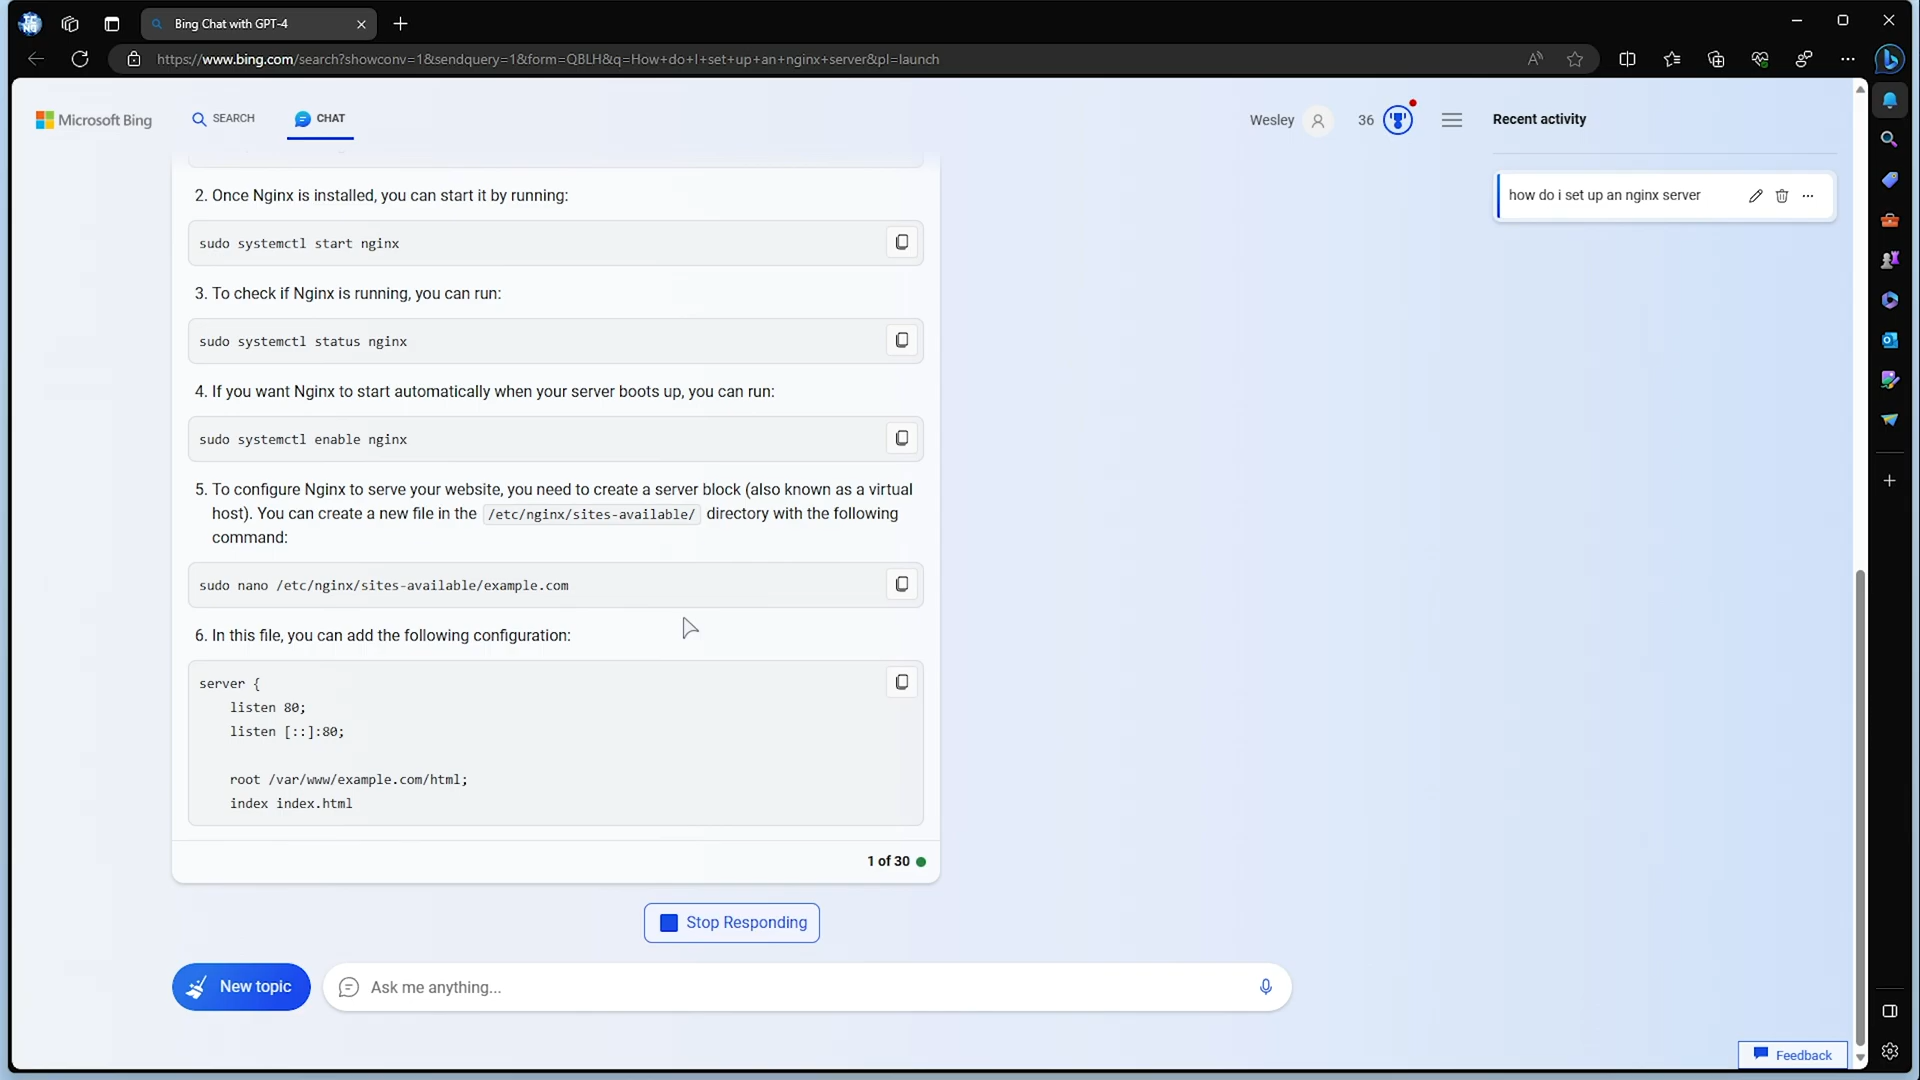 Bing Chat with GPT-4
https://www.bing.com/search?showconv=1&sendquery=1&form=QBLH&q=How+do+I+set+up+an+nginx+server&pl=launch
Microsoft Bing
SEARCH
CHAT
Wesley
36
Recent activity
how do i set up an nginx server
2. Once Nginx is installed, you can start it by running:
sudo systemctl start nginx
3. To check if Nginx is running, you can run:
sudo systemctl status nginx
4. If you want Nginx to start automatically when your server boots up, you can run:
sudo systemctl enable nginx
5. To configure Nginx to serve your website, you need to create a server block (also known as a virtual
host). You can create a new file in the /etc/nginx/sites-available/ directory with the following
command:
sudo nano /etc/nginx/sites-available/example.com
6. In this file, you can add the following configuration:
server {
listen 80;
listen [::]:80;
root /var/www/example.com/html;
index index.html
1 of 30
Stop Responding
New topic
Ask me anything...
Feedback